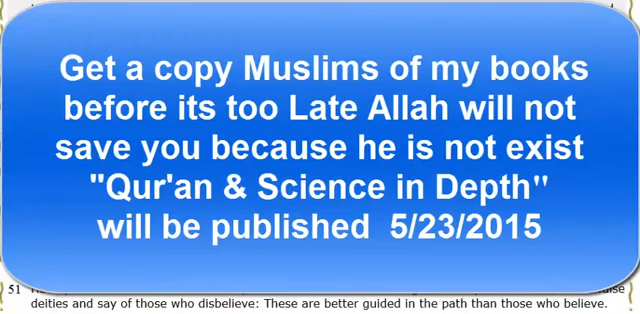 Get a copy Muslims of my books
before its too Late Allah will not
save you because he is not exist
"Qur'an & Science in Depth"
will be published 5/23/2015
51
deities and say of those who disbelieve: These are better guided in the path than those who believe.